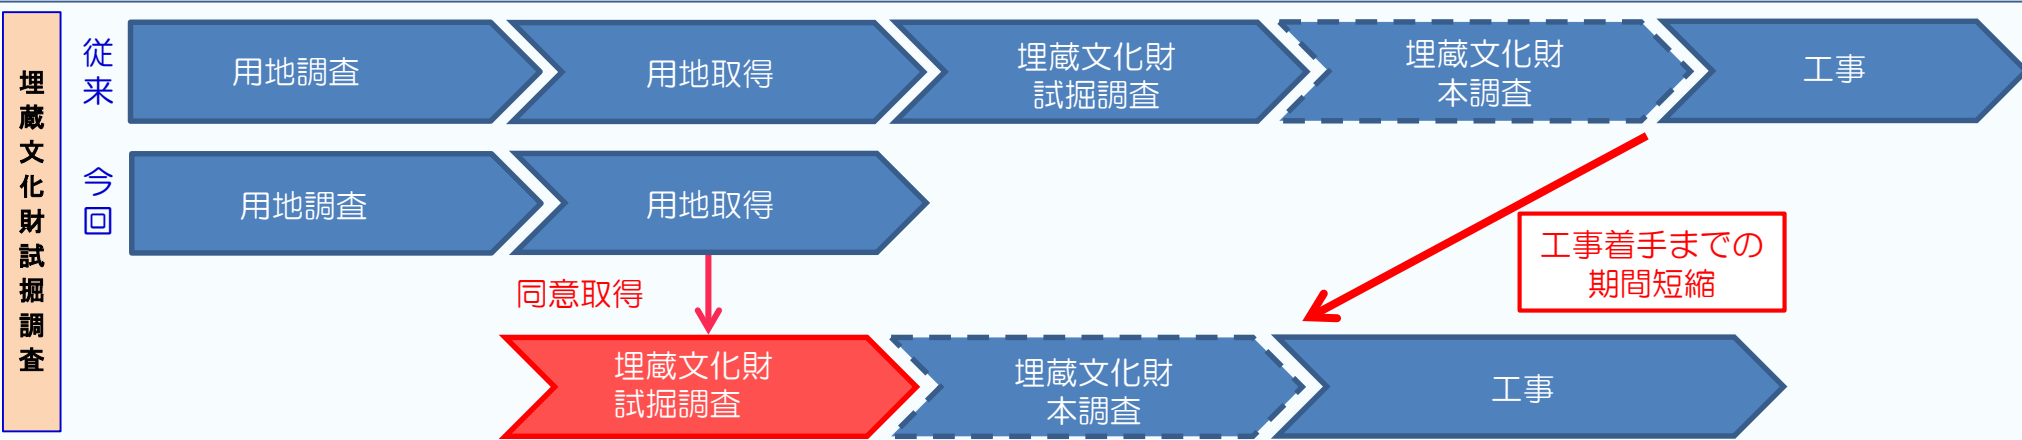 埋蔵文化財試掘調査
従来
用地調査
用地取得
埋蔵文化財
試掘調査
埋蔵文化財
本調査
工事
今回
用地調査
用地取得
同意取得
工事着手までの
期間短縮
埋蔵文化財
試掘調査
埋蔵文化財
本調査
工事